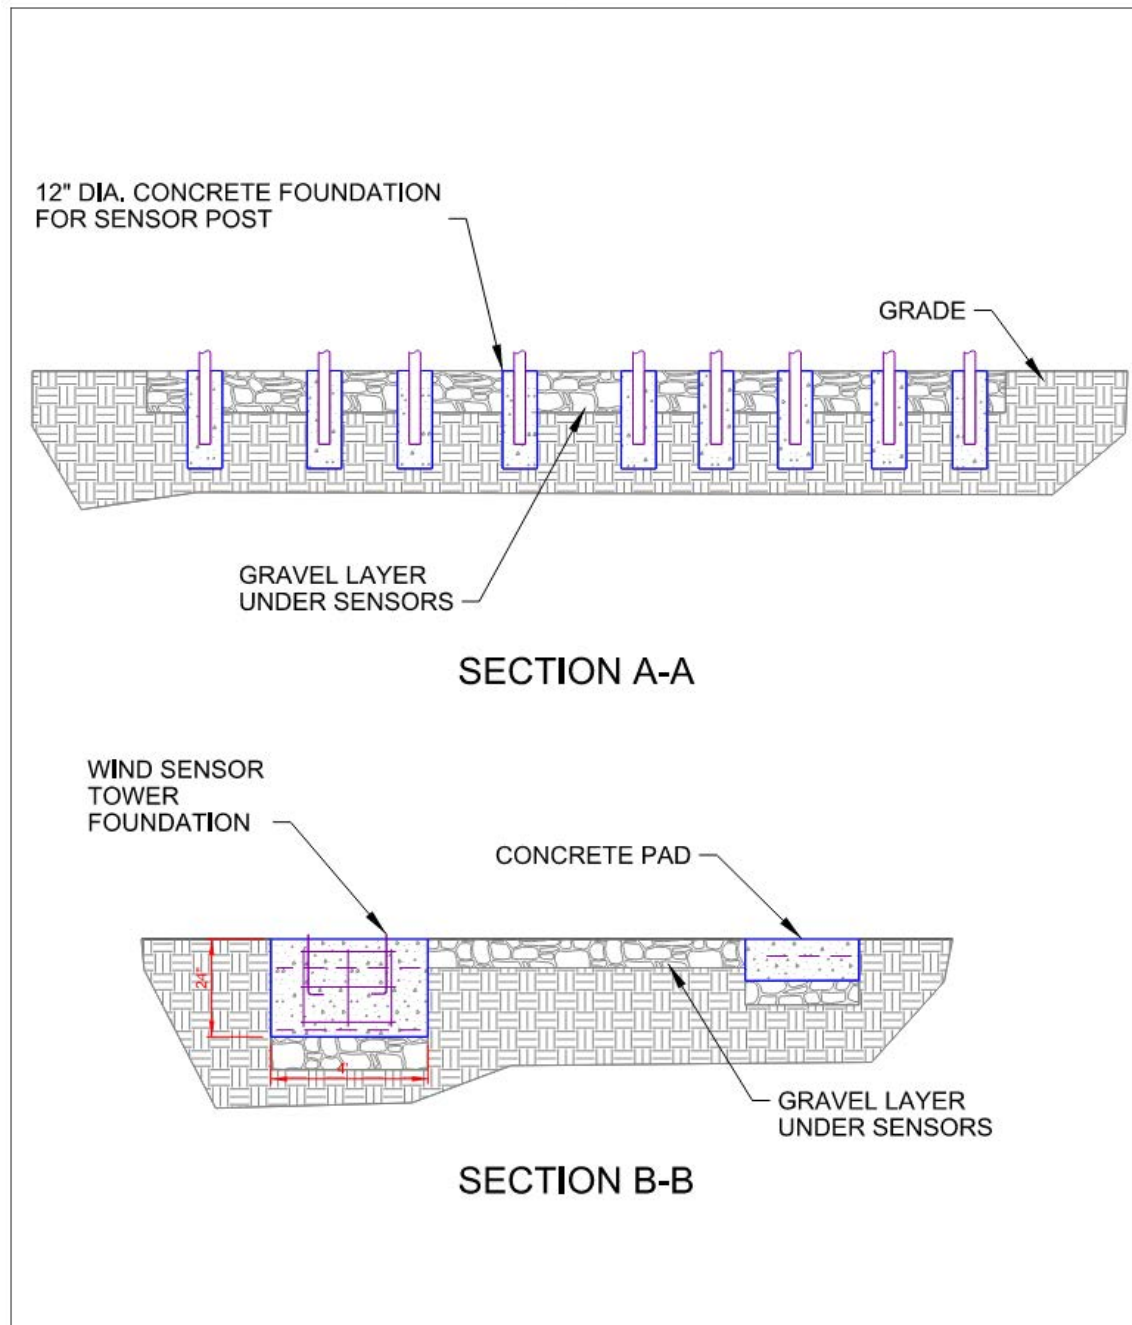 12" DIA. CONCRETE FOUNDATION
FOR SENSOR POST
GRADE
GRAVEL LAYER
UNDER SENSORS
SECTION A-A
WIND SENSOR
TOWER
FOUNDATION
CONCRETE PAD
24"
4'
GRAVEL LAYER
UNDER SENSORS
SECTION B-B